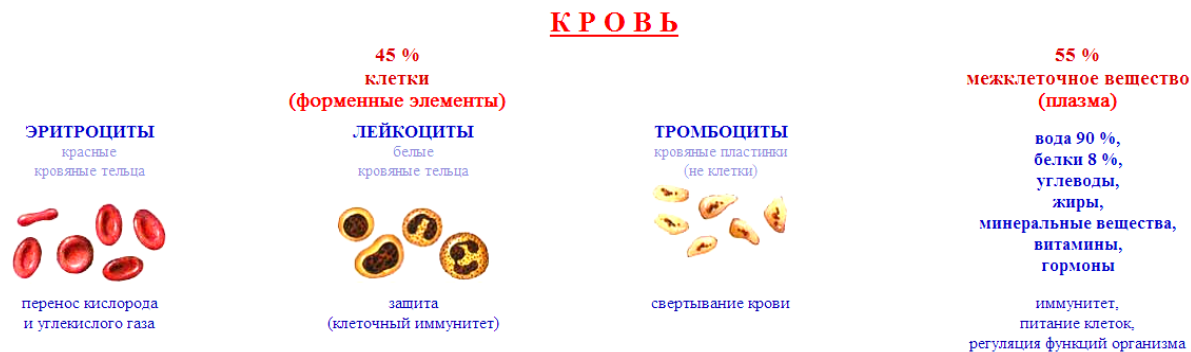 К Р О В Ь
45 %
клетки
(форменные элементы)
55 %
межклеточное вещество
(плазма)
ЭРИТРОЦИТЫ
красные
кровяные тельца
ЛЕЙКОЦИТЫ
белые
кровяные тельца
ТРОМБОЦИТЫ
кровяные пластинки
(не клетки)
вода 90 %,
белки 8 %,
углеводы,
жиры,
минеральные вещества,
витамины,
гормоны
перенос кислорода
и углекислого газа
защита
(клеточный иммунитет)
свертывание крови
иммунитет,
питание клеток,
регуляция функций организма